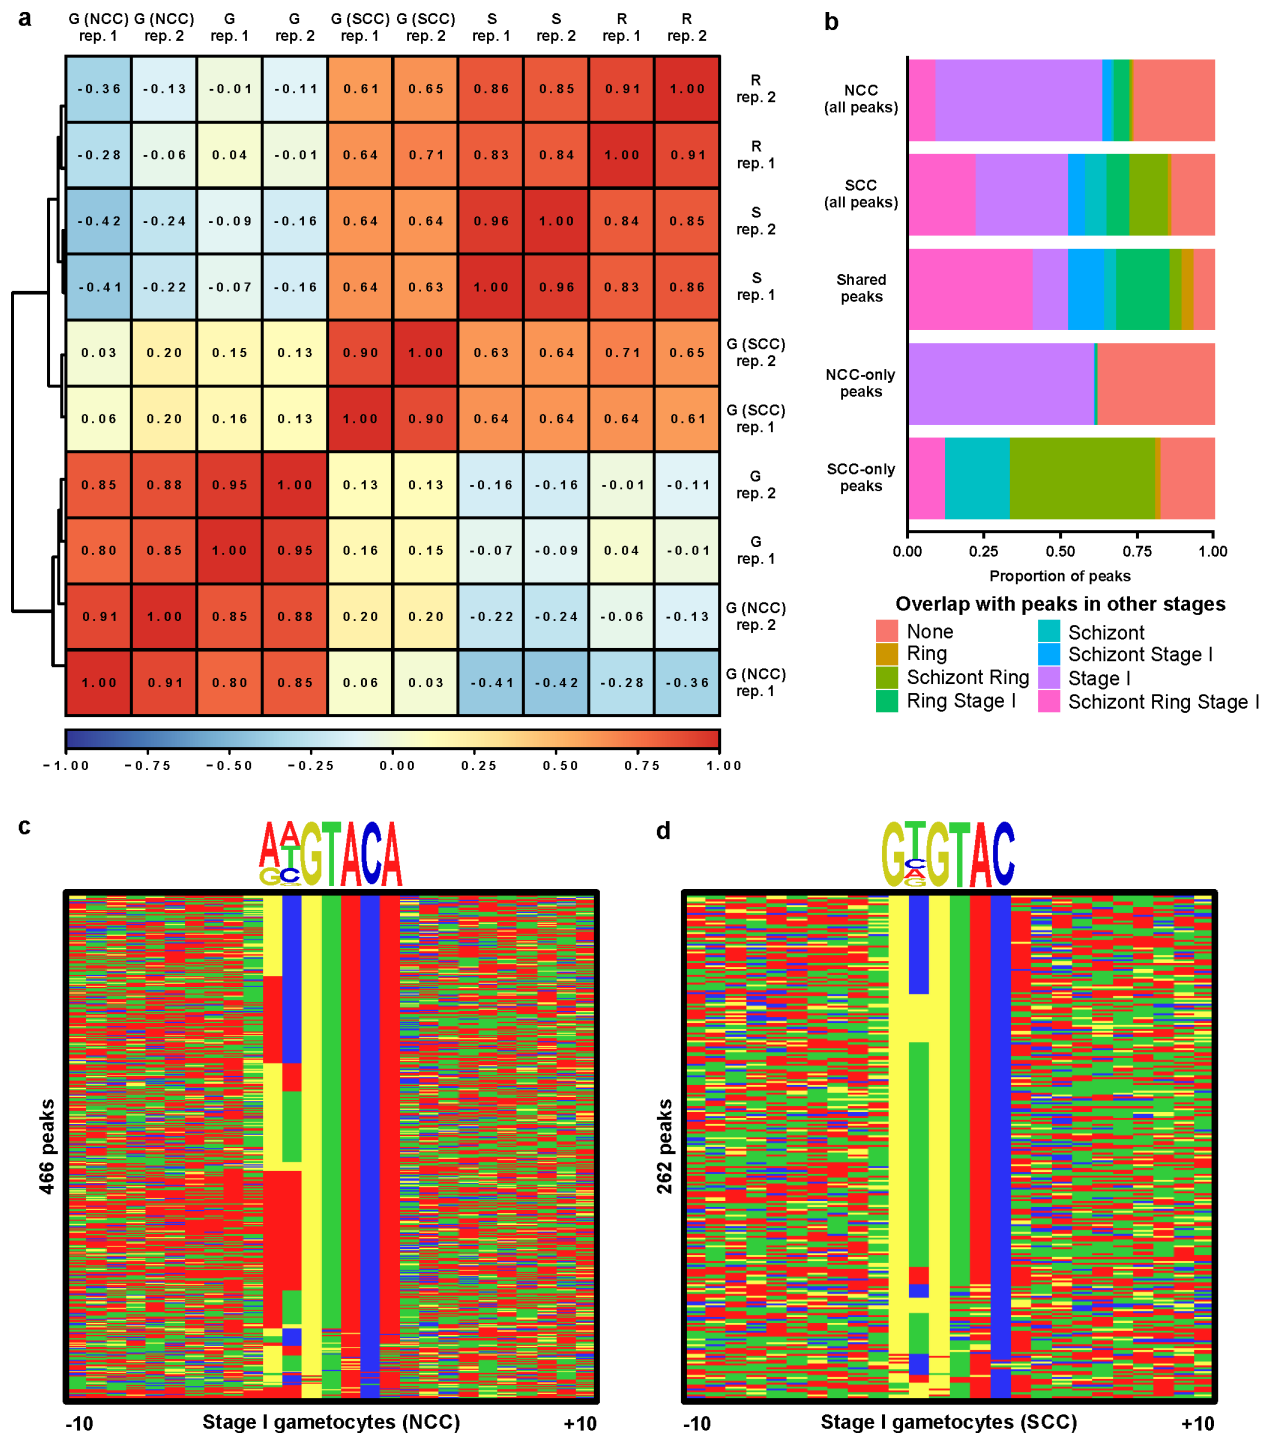 a
G (NCC) G (NCC) G G G (SCC) G (SCC) S S R R
rep. 1 rep. 2 rep. 1 rep. 2 rep. 1 rep. 2 rep. 1 rep. 2 rep. 1 rep. 2
-0.36 -0.13 -0.01 -0.11 0.61 0.65 0.86 0.85 0.91 1.00 R rep. 2
-0.28 -0.06 0.04 -0.01 0.64 0.71 0.83 0.84 1.00 0.91 R rep. 1
-0.42 -0.24 -0.09 -0.16 0.64 0.64 0.96 1.00 0.84 0.85 S rep. 2
-0.41 -0.22 -0.07 -0.16 0.64 0.63 1.00 0.96 0.83 0.86 S rep. 1
0.03 0.20 0.15 0.13 0.90 1.00 0.63 0.64 0.71 0.65 G (SCC) rep. 2
0.06 0.20 0.16 0.13 1.00 0.90 0.64 0.64 0.64 0.61 G (SCC) rep. 1
0.85 0.88 0.95 1.00 0.13 0.13 -0.16 -0.16 -0.01 -0.11 G rep. 2
0.80 0.85 1.00 0.95 0.16 0.15 -0.07 -0.09 0.04 -0.01 G rep. 1
0.91 1.00 0.85 0.88 0.20 0.20 -0.22 -0.24 -0.06 -0.13 G (NCC) rep. 2
1.00 0.91 0.80 0.85 0.06 0.03 -0.41 -0.42 -0.28 -0.36 G (NCC) rep. 1
−1.00 −0.75 −0.50 −0.25 0.00 0.25 0.50 0.75 1.00
b
NCC
(all peaks)
SCC
(all peaks)
Shared
peaks
NCC-only
peaks
SCC-only
peaks
0.00 0.25 0.50 0.75 1.00
Proportion of peaks
Overlap with peaks in other stages
None
Ring
Schizont Ring
Ring Stage I
Schizont
Schizont Stage I
Stage I
Schizont Ring Stage I
c
AAGTACA
GT
C
466 peaks
-10 Stage I gametocytes (NCC) +10
d
GTGTAC
C
A
G
262 peaks
-10 Stage I gametocytes (SCC) +10